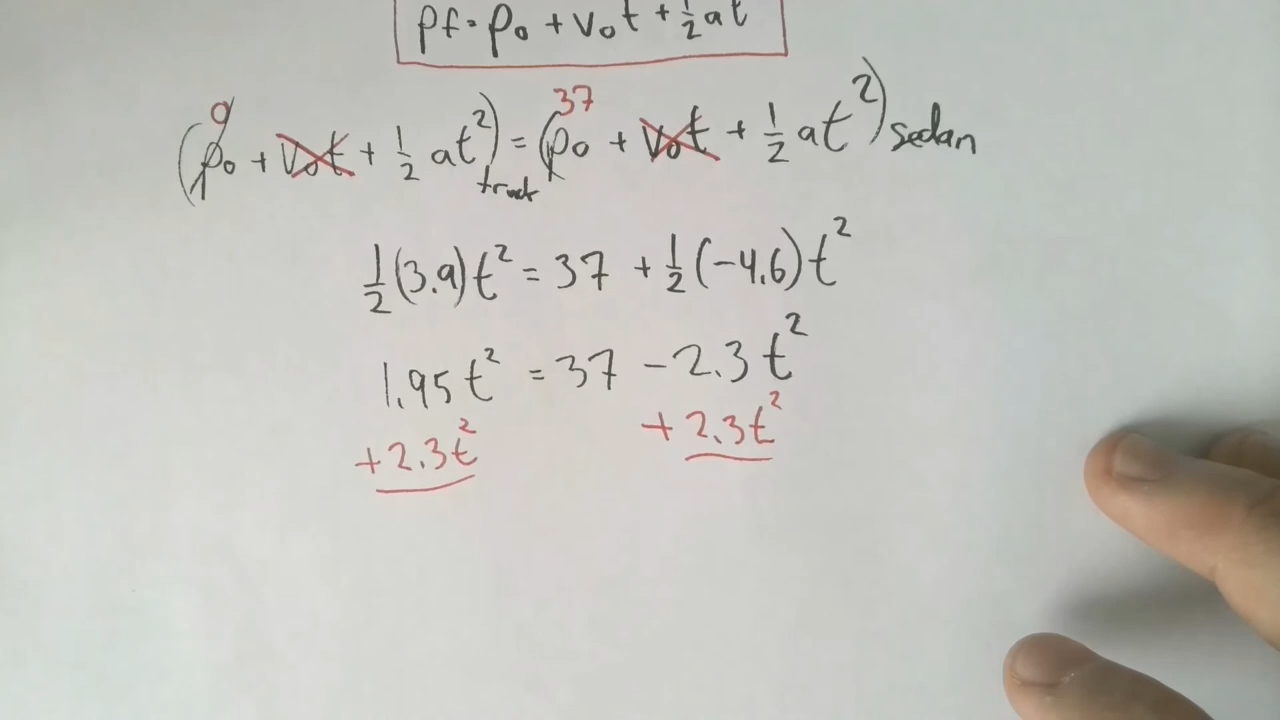 pf = p₀ + v₀t + ½at
0 37
(p₀ + v₀t + ½ at²) truck = (p₀ + v₀t + ½ at²) sedan
½(3.9)t² = 37 + ½(-4.6)t²
1.95t² = 37 - 2.3t²
+2.3t² +2.3t²